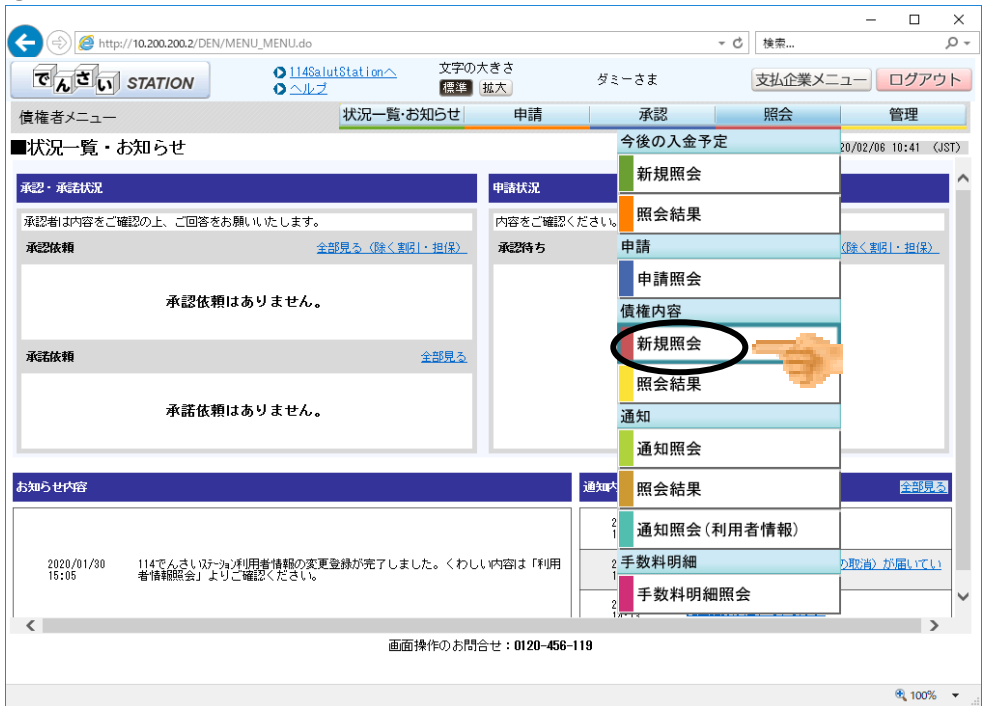 http://10.200.200.2/DEN/MENU_MENU.do
検索...
でんさい STATION
114SalutStationへ
ヘルプ
文字の大きさ
標準 拡大
ダミーさま
支払企業メニュー
ログアウト
債権者メニュー
状況一覧・お知らせ 申請 承認 照会 管理
■状況一覧・お知らせ
20/02/06 10:41 (JST)
承認・承諾状況
承認者は内容をご確認の上、ご回答をお願いいたします。
承認依頼 全部見る（除く割引・担保）
承認依頼はありません。
承諾依頼 全部見る
承諾依頼はありません。
申請状況
内容をご確認ください。
承認待ち
（除く割引・担保）
今後の入金予定
新規照会
照会結果
申請
申請照会
債権内容
新規照会
照会結果
通知
通知照会
照会結果
通知照会(利用者情報)
手数料明細
手数料明細照会
お知らせ内容
2020/01/30
15:05
114でんさいｽﾃｰｼｮﾝ利用者情報の変更登録が完了しました。くわしい内容は「利用
者情報照会」よりご確認ください。
通知内
全部見る
の取消）が届いてい
画面操作のお問合せ：0120-456-119
100%